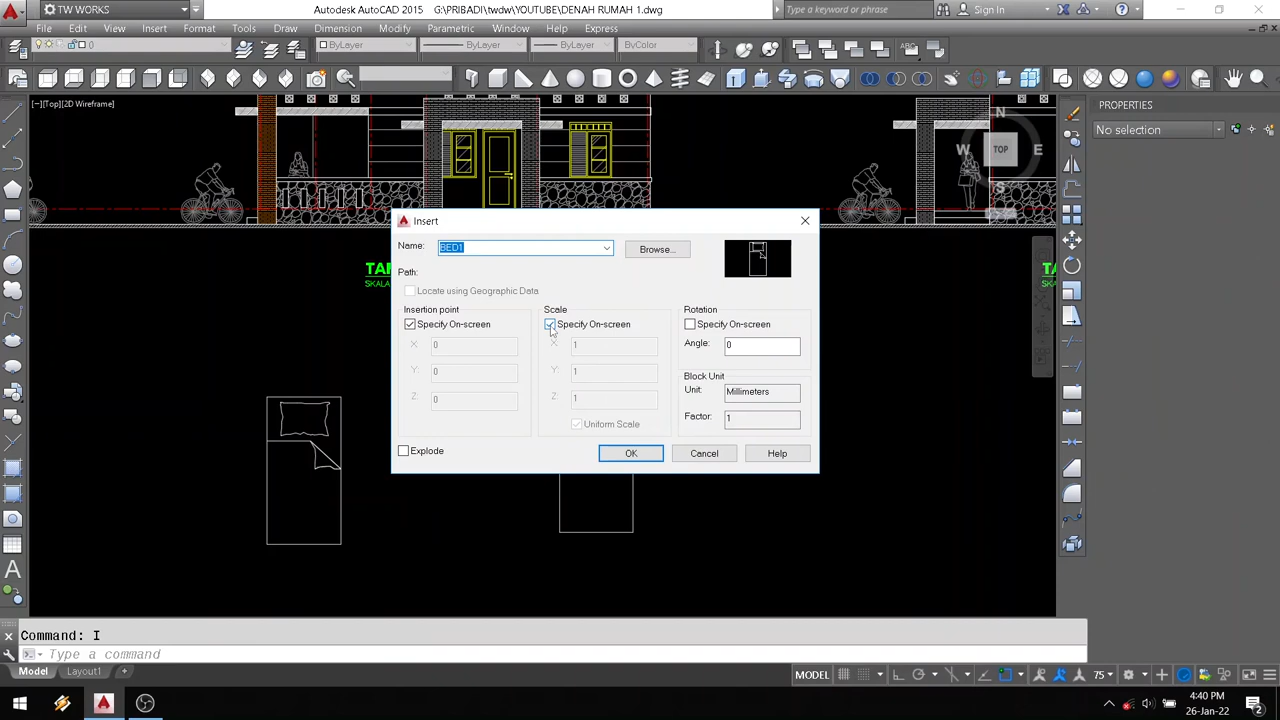 TW WORKS
Autodesk AutoCAD 2015 G:\PRIBADI\twdw\YOUTUBE\DENAH RUMAH 1.dwg
Type a keyword or phrase
Sign In
File Edit View Insert Format Tools Draw Dimension Modify Parametric Window Help Express
0
ByLayer
ByLayer
ByLayer
ByColor
[−][Top][2D Wireframe]
PROPERTIES
No selection
N
W TOP E
Insert
Name: BED1 Browse...
Path:
Locate using Geographic Data
Insertion point Scale Rotation
Specify On-screen Specify On-screen Specify On-screen
X: 0 X: 1 Angle: 0
Y: 0 Y: 1
Z: 0 Z: 1
Block Unit
Unit: Millimeters
Factor: 1
Uniform Scale
Explode OK Cancel Help
Command: I
Type a command
Model Layout1 +
MODEL 75
4:40 PM
26-Jan-22
2